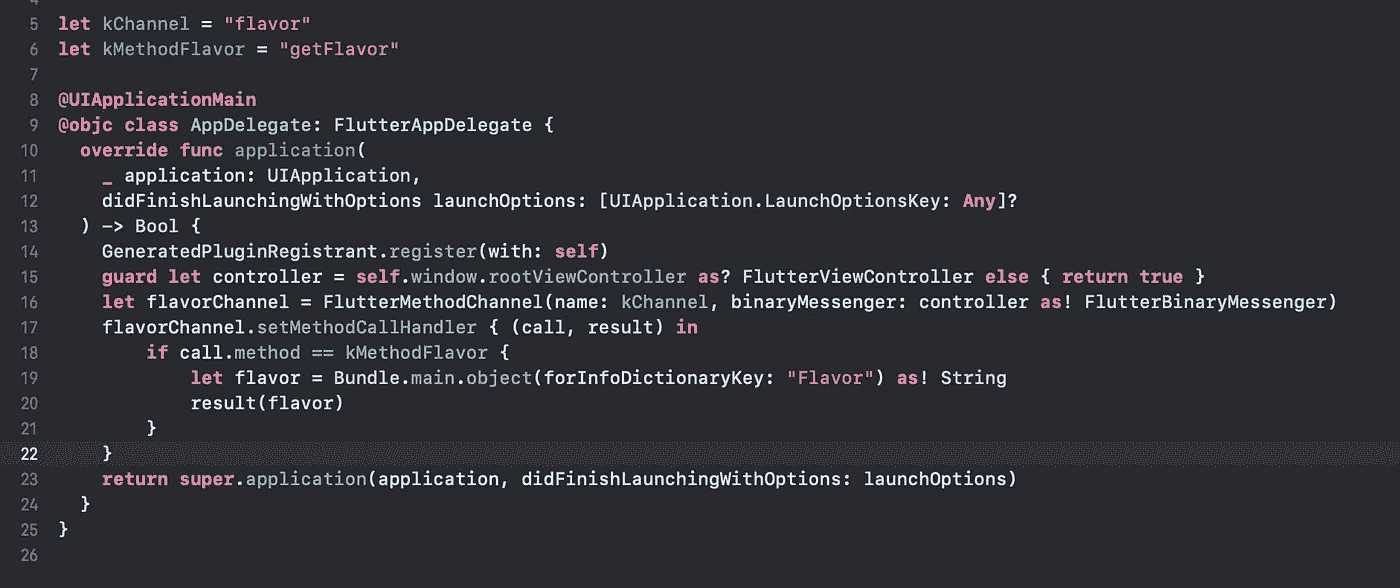 5 let kChannel = "flavor"
6 let kMethodFlavor = "getFlavor"
7
8 @UIApplicationMain
9 @objc class AppDelegate: FlutterAppDelegate {
10   override func application(
11     _ application: UIApplication,
12     didFinishLaunchingWithOptions launchOptions: [UIApplication.LaunchOptionsKey: Any]?
13   ) -> Bool {
14     GeneratedPluginRegistrant.register(with: self)
15     guard let controller = self.window.rootViewController as? FlutterViewController else { return true }
16     let flavorChannel = FlutterMethodChannel(name: kChannel, binaryMessenger: controller as! FlutterBinaryMessenger)
17     flavorChannel.setMethodCallHandler { (call, result) in
18         if call.method == kMethodFlavor {
19             let flavor = Bundle.main.object(forInfoDictionaryKey: "Flavor") as! String
20             result(flavor)
21         }
22     }
23     return super.application(application, didFinishLaunchingWithOptions: launchOptions)
24   }
25 }
26